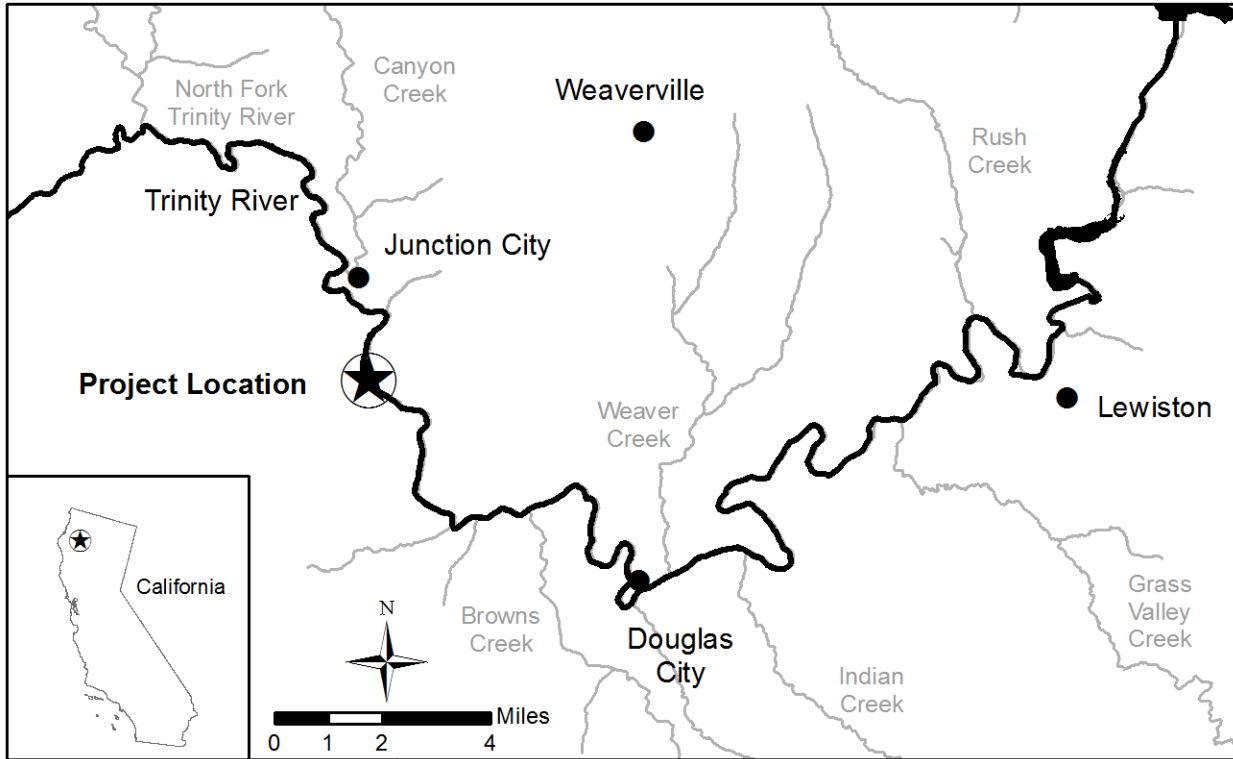 North Fork
Trinity River
Canyon
Creek
Weaverville
Rush
Creek
Trinity River
Junction City
Project Location
Weaver
Creek
Lewiston
California
N
Browns
Creek
Douglas
City
Indian
Creek
Grass
Valley
Creek
Miles
0 1 2 4